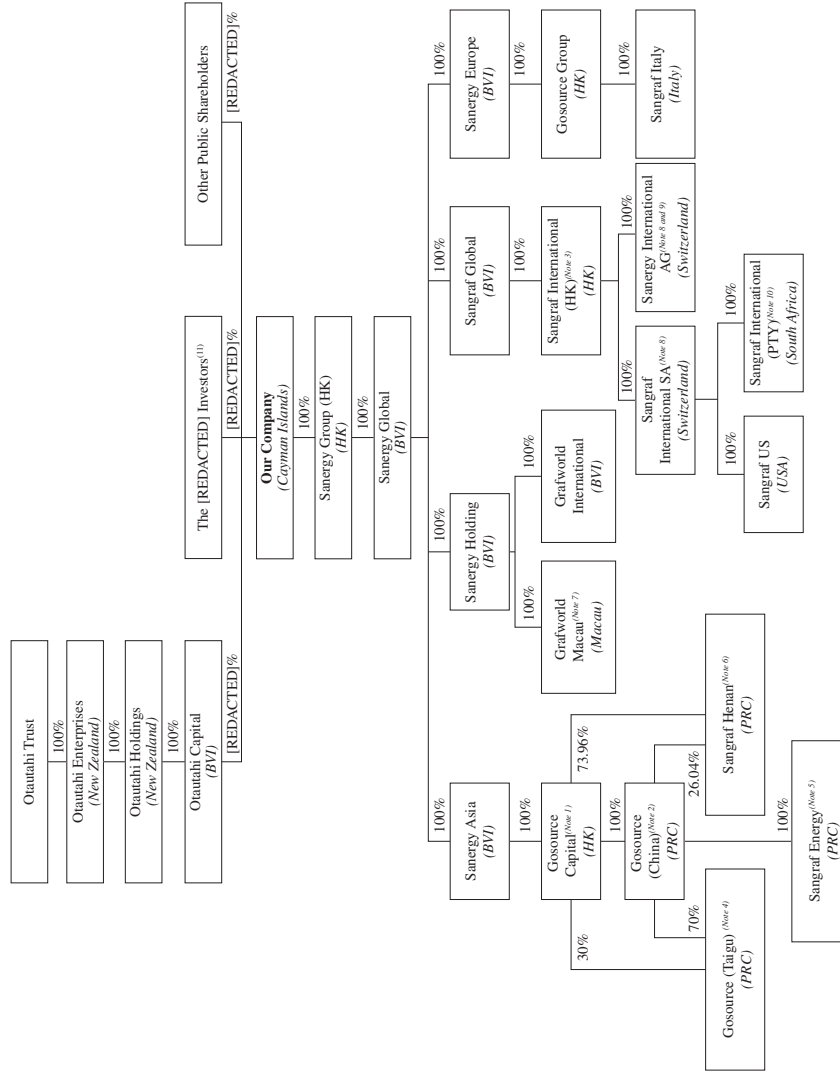 Otautahi Trust
100%
Otautahi Enterprises
(New Zealand)
100%
Otautahi Holdings
(New Zealand)
100%
Otautahi Capital
(BVI)
The [REDACTED] Investors(11)
Other Public Shareholders
[REDACTED]%
[REDACTED]%
[REDACTED]%
Our Company
(Cayman Islands)
100%
Sanergy Group (HK)
(HK)
100%
Sanergy Global
(BVI)
100%
100%
100%
100%
Sanergy Asia
(BVI)
Sanergy Holding
(BVI)
Sangraf Global
(BVI)
Sanergy Europe
(BVI)
100%
100%
100%
100%
100%
Gosource
Capital(Note 1)
(HK)
Grafworld
Macau(Note 7)
(Macau)
Grafworld
International
(BVI)
Sangraf International
(HK)(Note 3)
(HK)
Gosource Group
(HK)
30%
100%
73.96%
100%
100%
100%
Gosource
(China)(Note 2)
(PRC)
Sangraf
International SA(Note 8)
(Switzerland)
Sanergy International
AG(Note 8 and 9)
(Switzerland)
Sangraf Italy
(Italy)
70%
26.04%
100%
100%
Gosource (Taigu) (Note 4)
(PRC)
Sangraf Henan(Note 6)
(PRC)
Sangraf US
(USA)
Sangraf International
(PTY)(Note 10)
(South Africa)
100%
Sangraf Energy(Note 5)
(PRC)